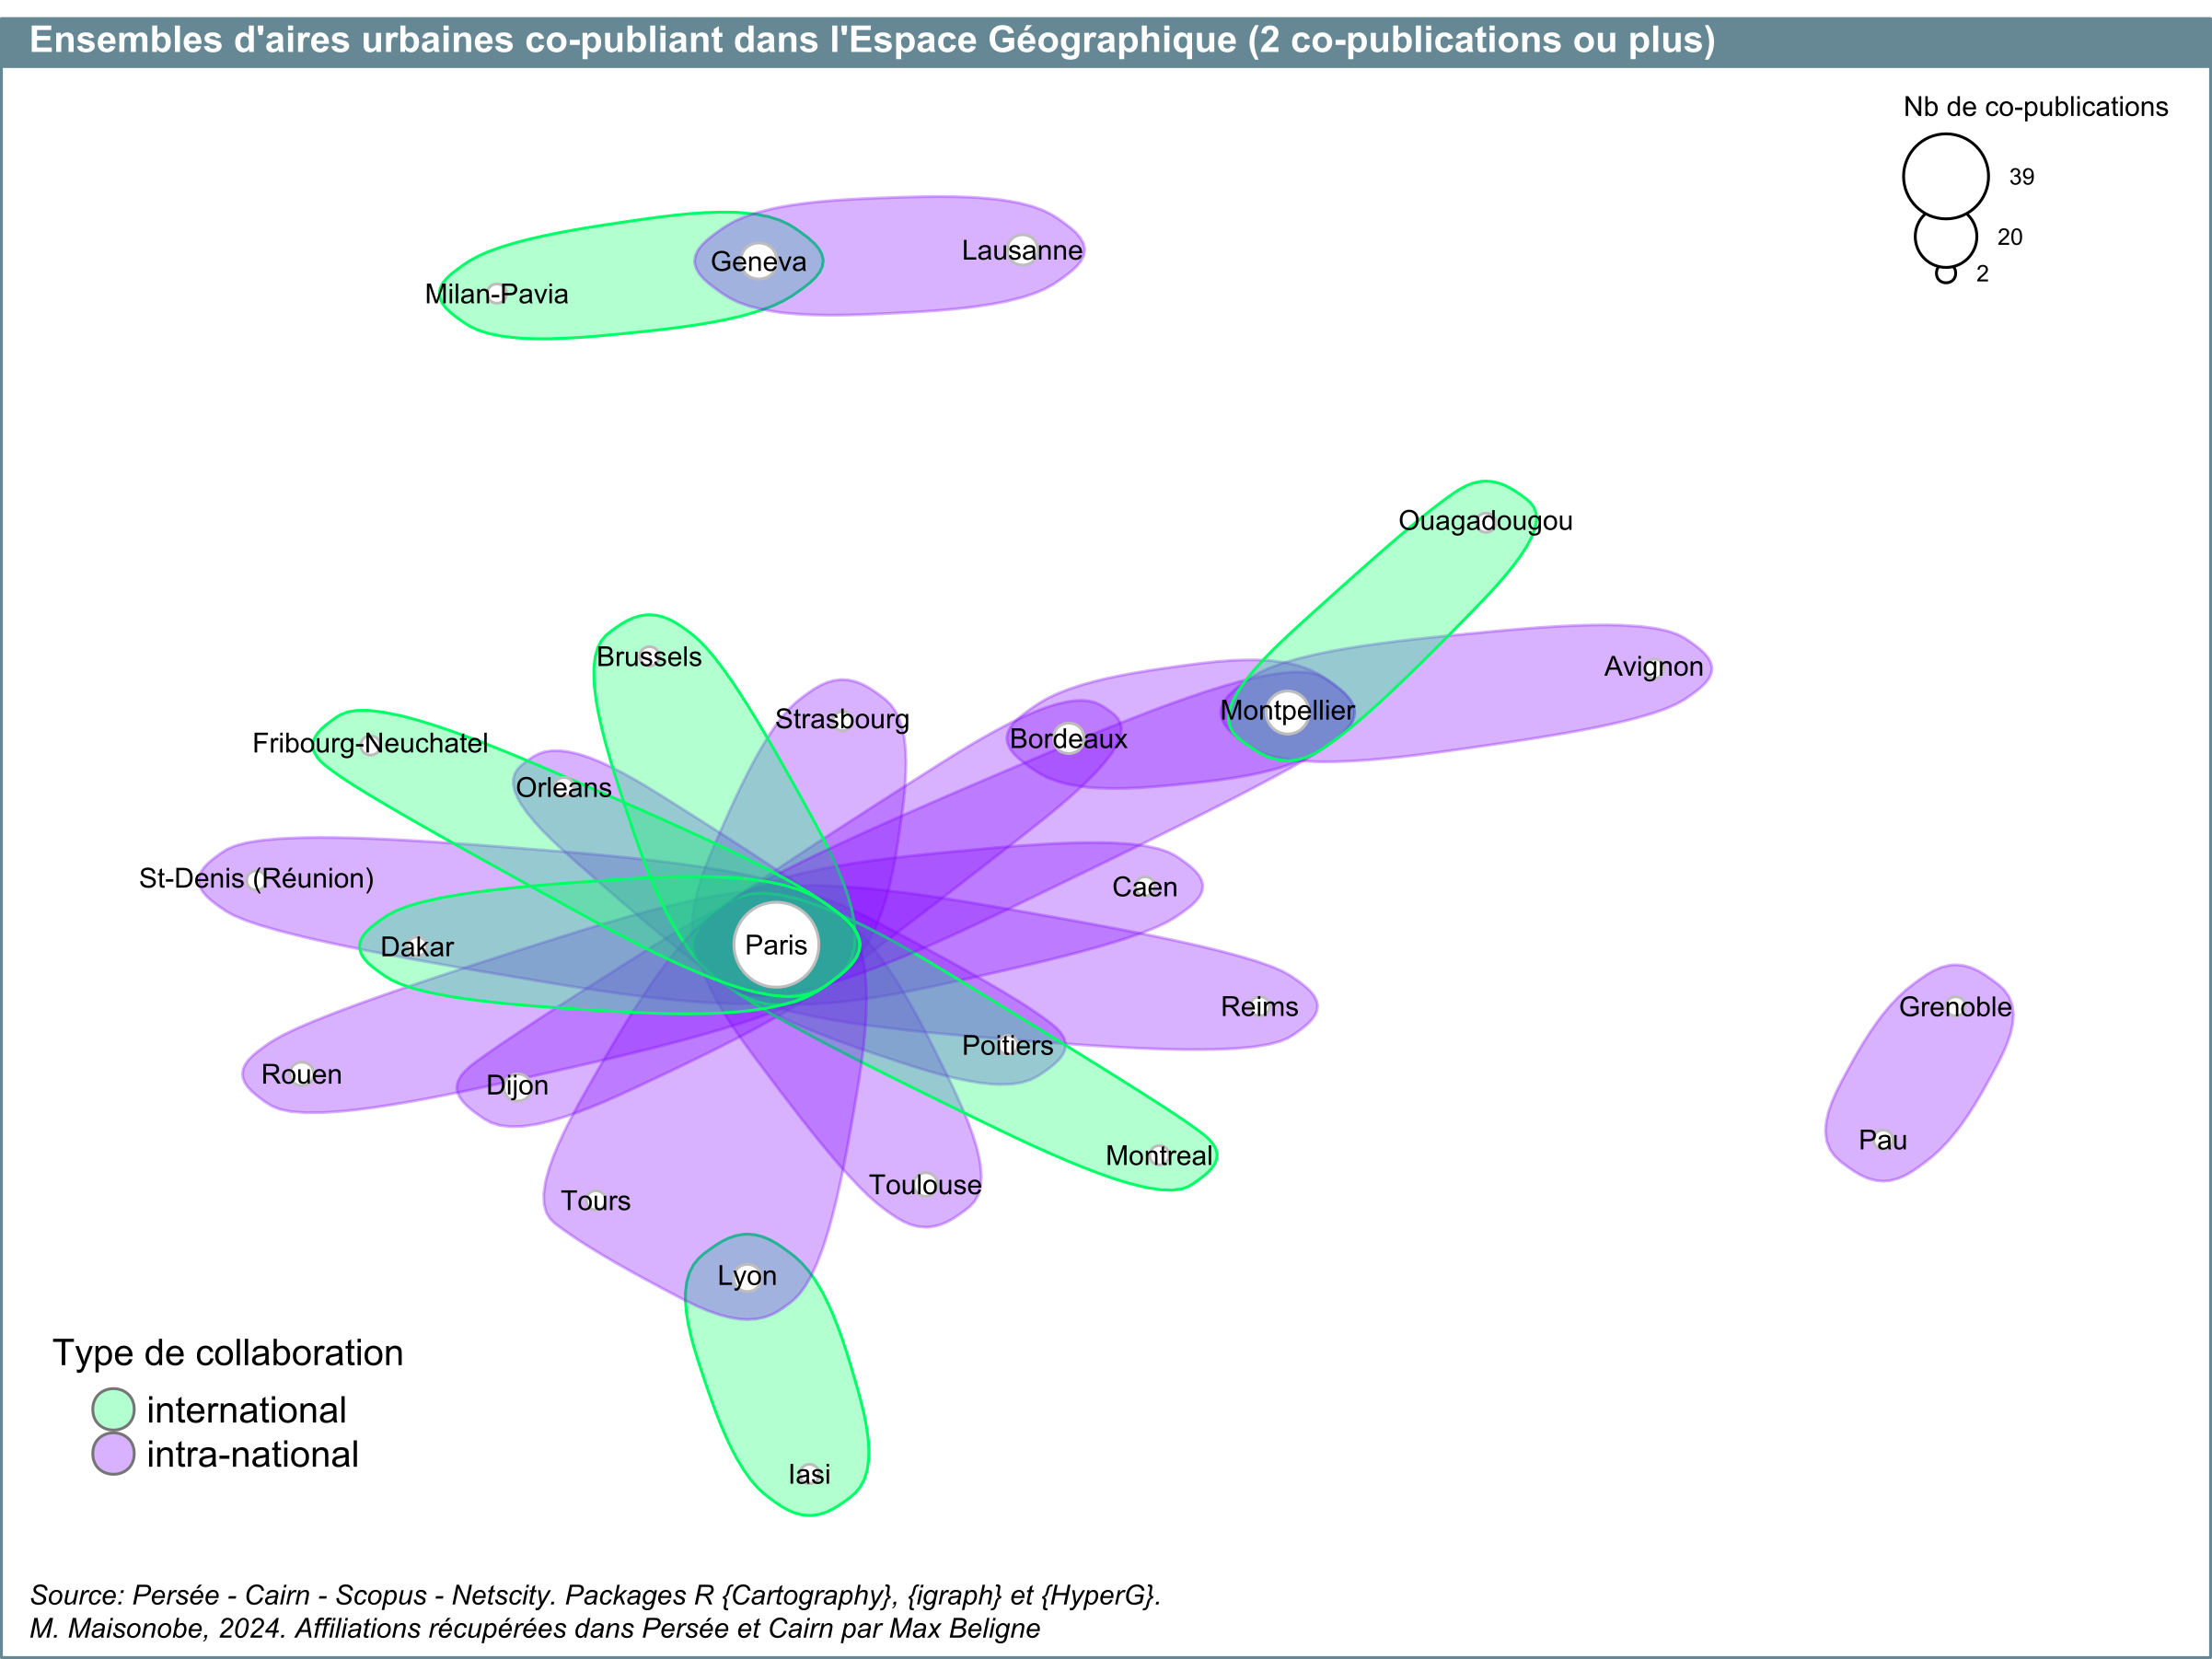 Ensembles d'aires urbaines co-publiant dans l'Espace Géographique (2 co-publications ou plus)
Nb de co-publications
39
20
2
Geneva
Lausanne
Milan-Pavia
Ouagadougou
Brussels
Avignon
Strasbourg
Montpellier
Fribourg-Neuchatel
Bordeaux
Orleans
St-Denis (Réunion)
Caen
Dakar
Paris
Reims
Grenoble
Poitiers
Rouen
Dijon
Pau
Montreal
Toulouse
Tours
Lyon
Type de collaboration
international
intra-national
Iasi
Source: Persée - Cairn - Scopus - Netscity. Packages R {Cartography}, {igraph} et {HyperG}.
M. Maisonobe, 2024. Affiliations récupérées dans Persée et Cairn par Max Beligne